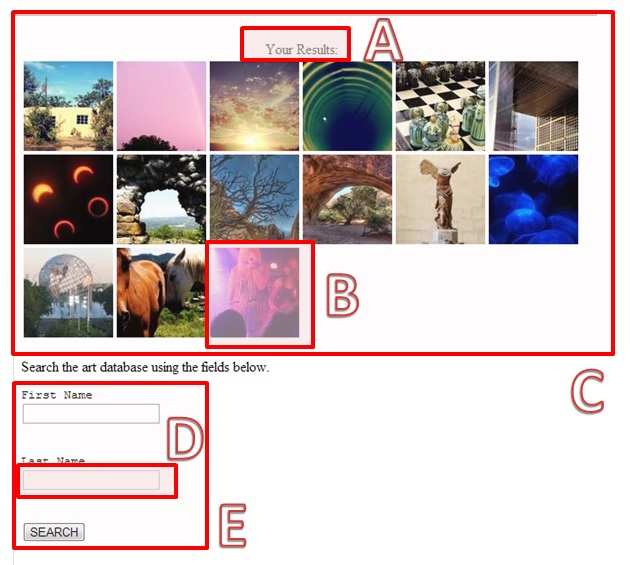 A
Your Results:
B
Search the art database using the fields below.
C
First Name
D
Last Name
E
SEARCH